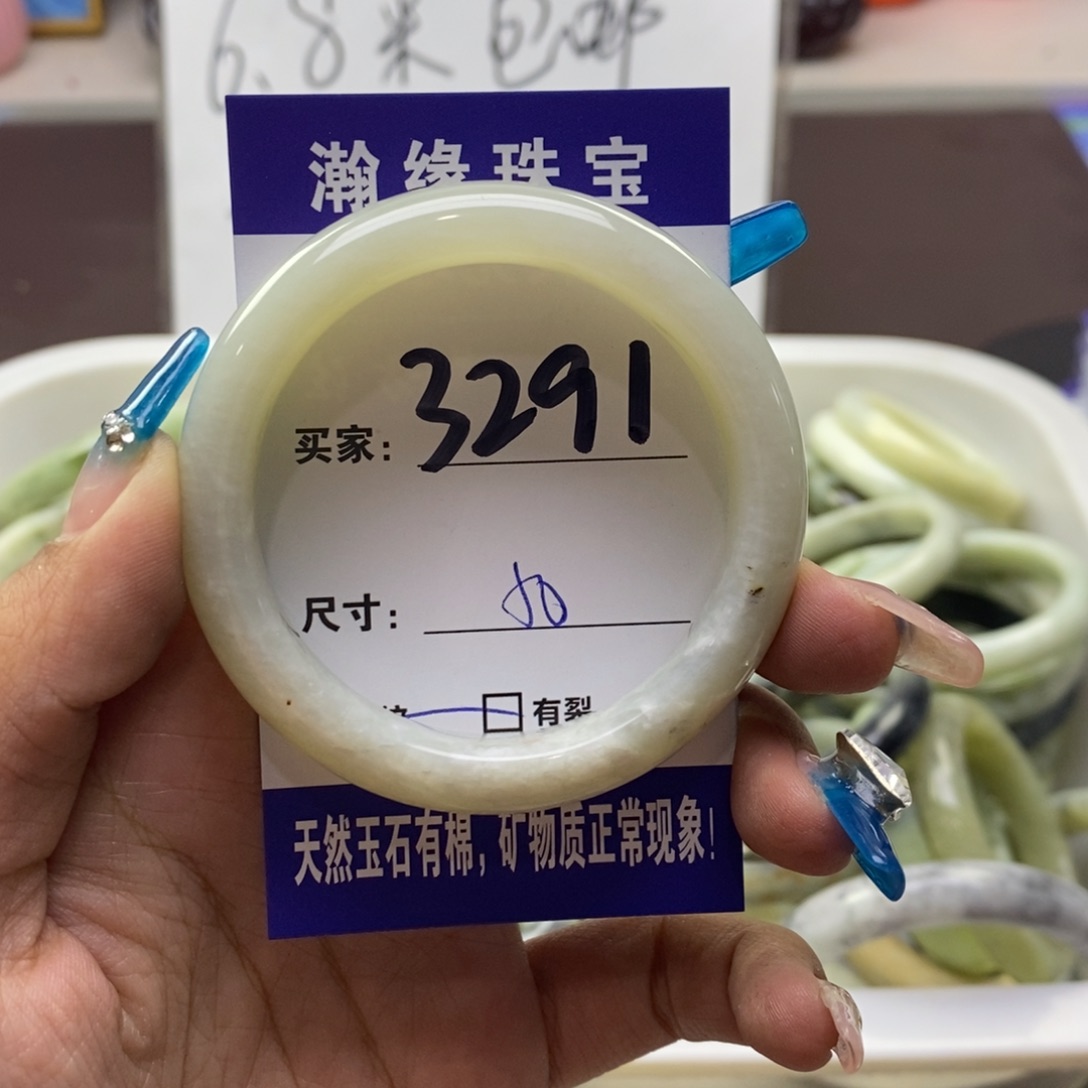 6.8米包邮
瀚缘珠宝
买家: 3291
尺寸:
纹 □ 有裂
天然玉石有棉,矿物质正常现象!